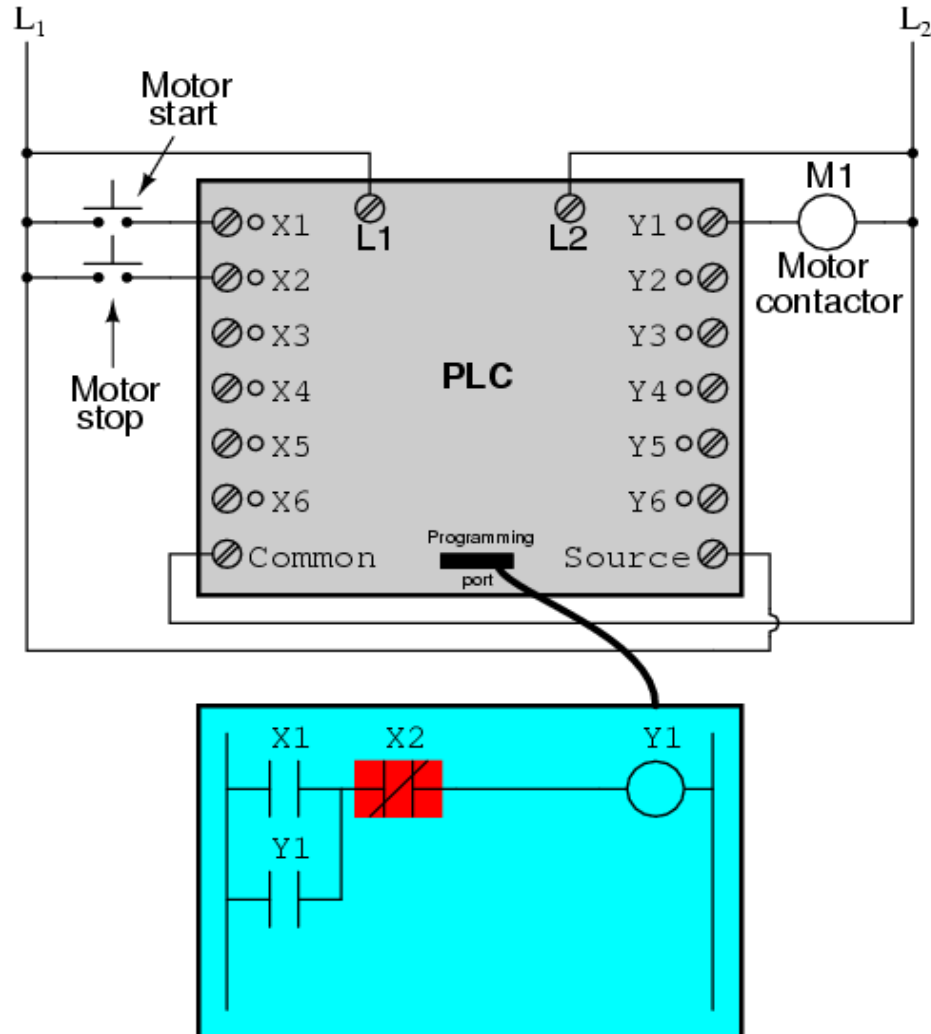 L1
L2
Motor
start
M1
X1
L1
L2
Y1
Motor
contactor
X2
Y2
X3
Y3
Motor
stop
X4
PLC
Y4
X5
Y5
X6
Y6
Common
Programming
port
Source
X1
X2
Y1
Y1